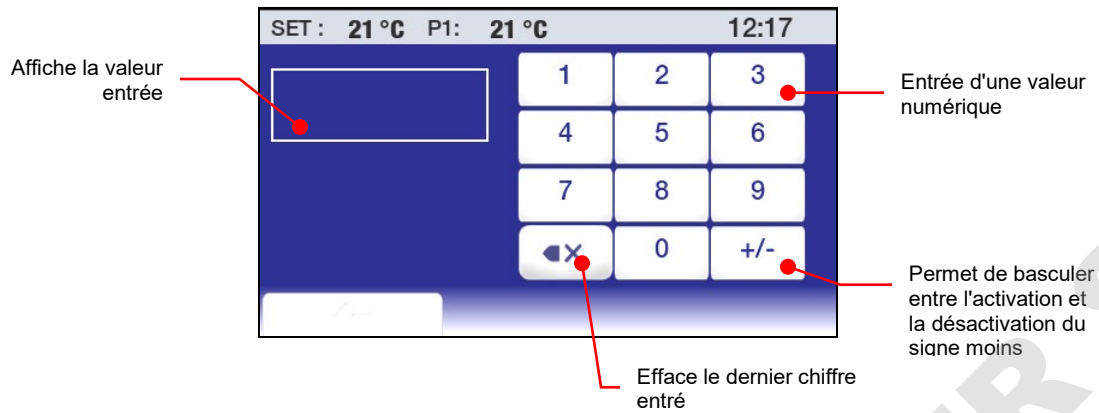 SET : 21 °C P1: 21 °C 12:17
Affiche la valeur
entrée
1 2 3
4 5 6
7 8 9
0 +/-
Entrée d'une valeur
numérique
Permet de basculer
entre l'activation et
la désactivation du
signe moins
Efface le dernier chiffre
entré